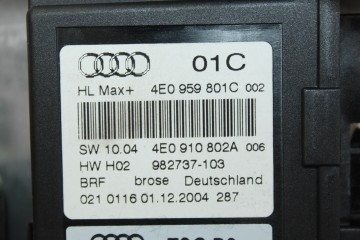 01C
HL Max+ 4E0 959 801C 002
SW 10.04 4E0 910 802A 006
HW H02 982737-103
BRF brose Deutschland
021 0116 01.12.2004 287